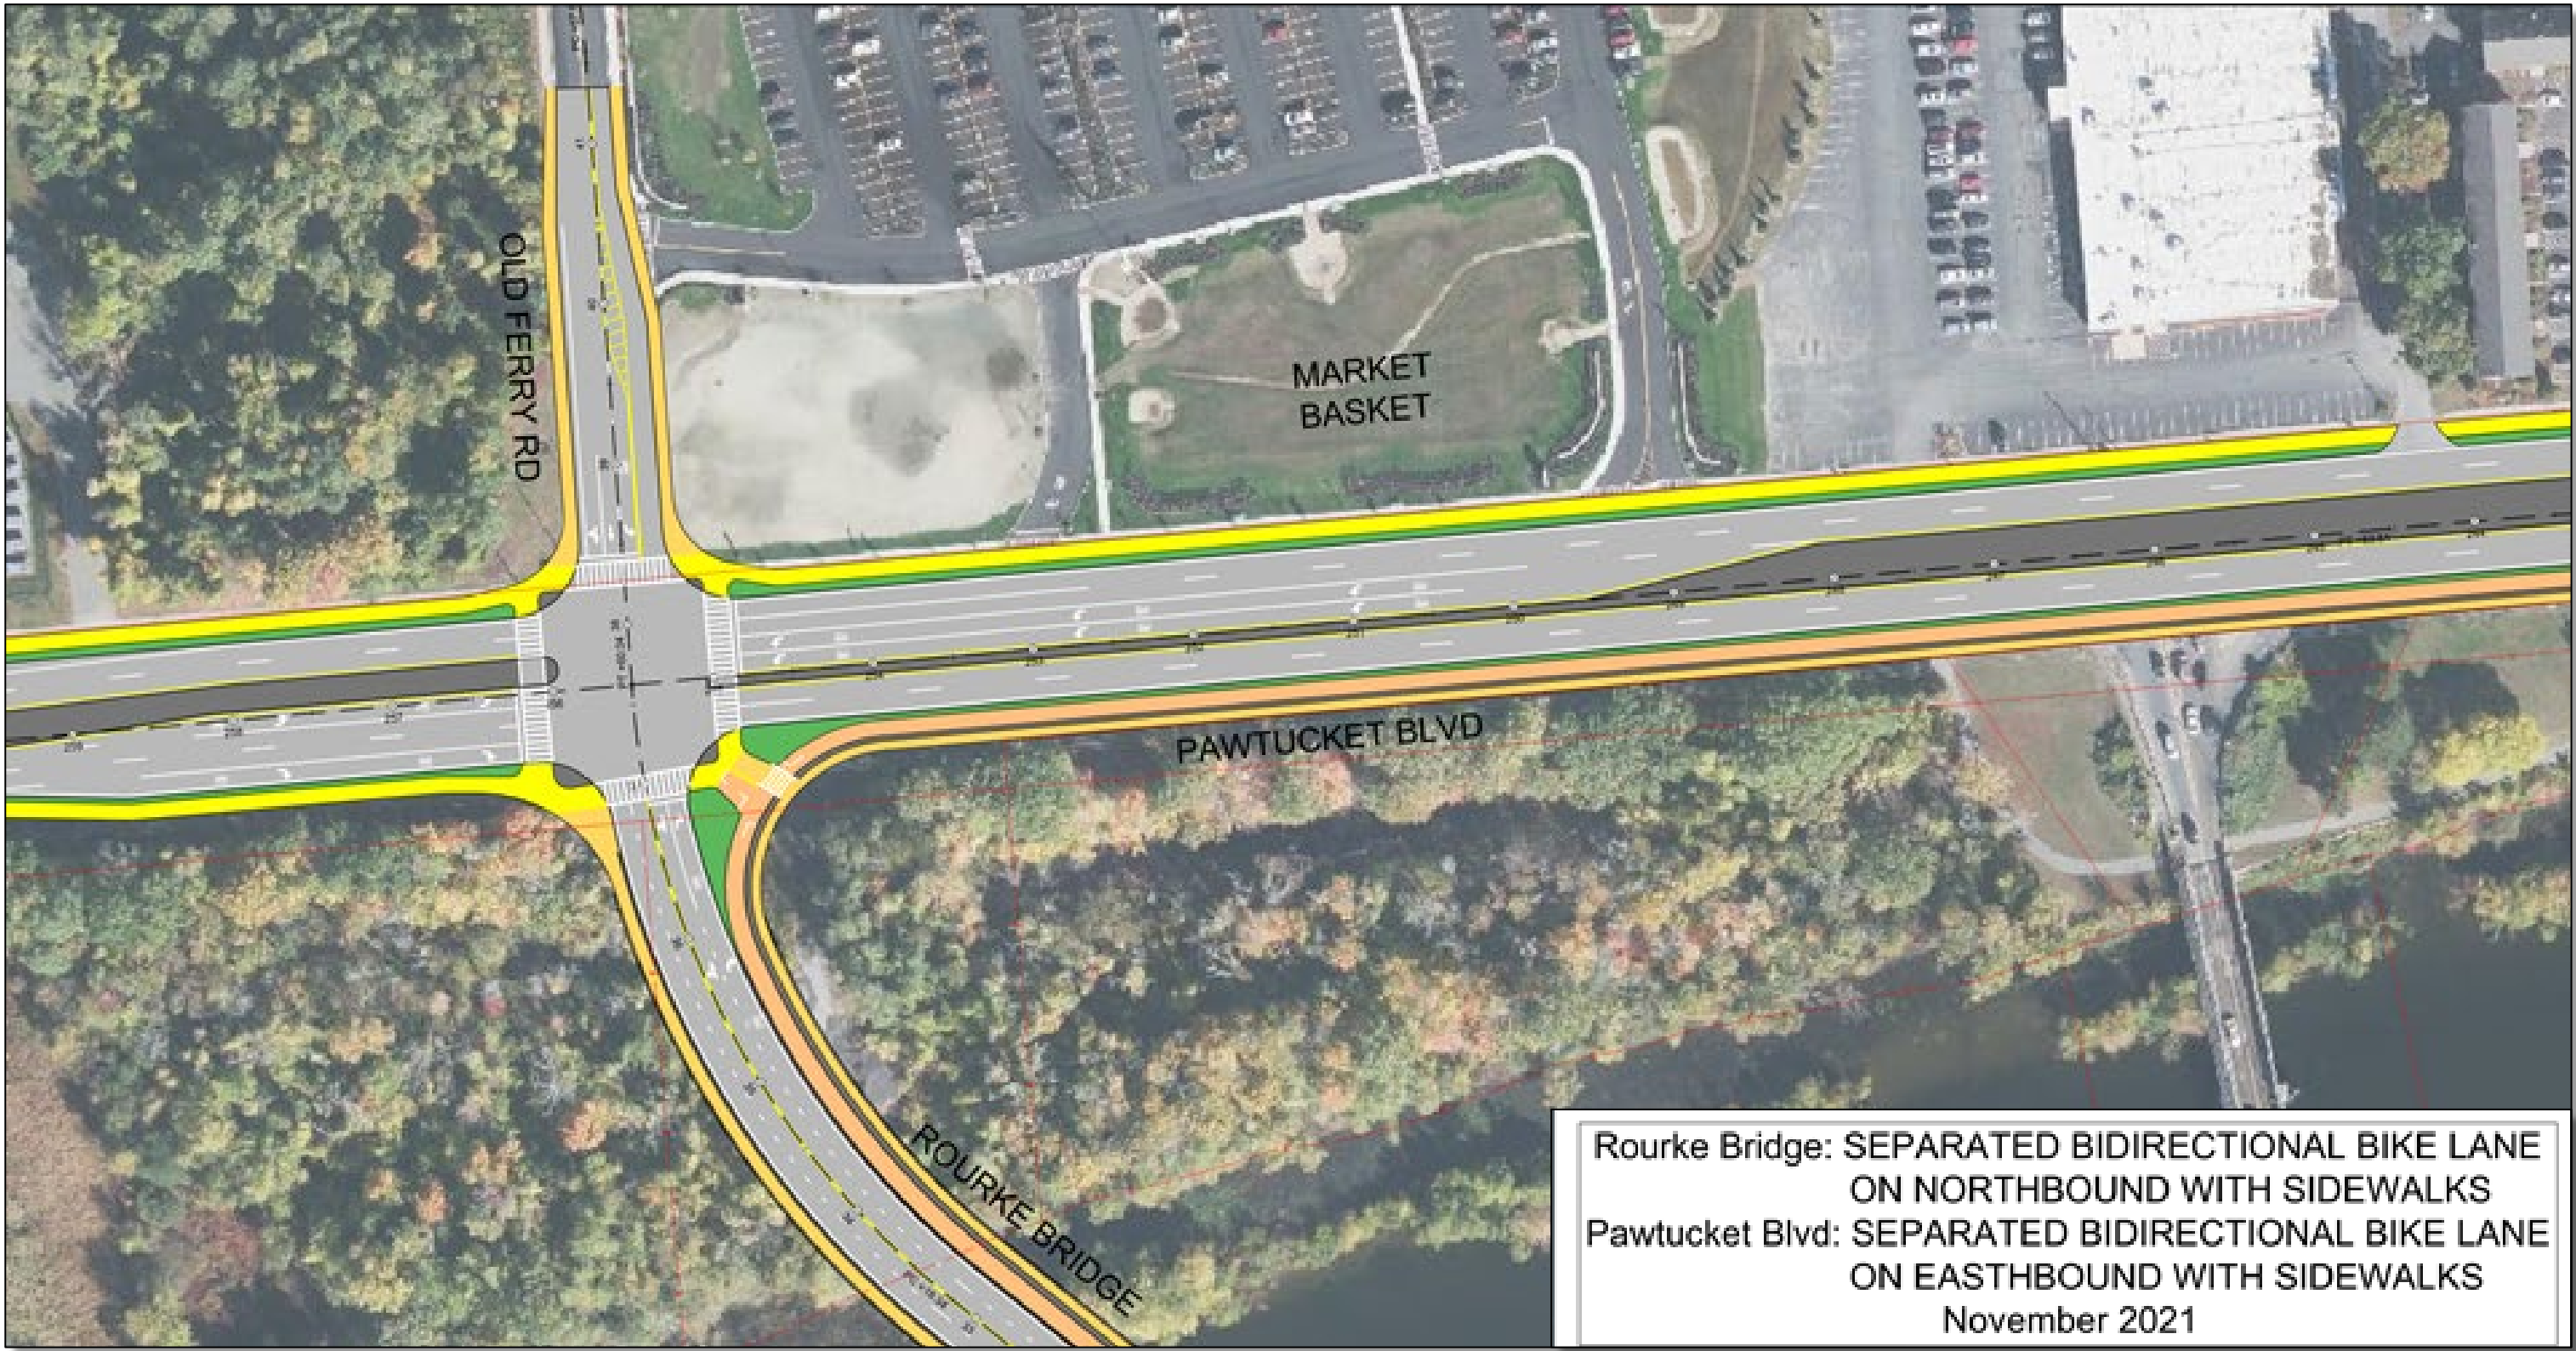 OLD FERRY RD
MARKET
BASKET
PAWTUCKET BLVD
ROURKE BRIDGE
Rourke Bridge: SEPARATED BIDIRECTIONAL BIKE LANE
ON NORTHBOUND WITH SIDEWALKS
Pawtucket Blvd: SEPARATED BIDIRECTIONAL BIKE LANE
ON EASTHBOUND WITH SIDEWALKS
November 2021